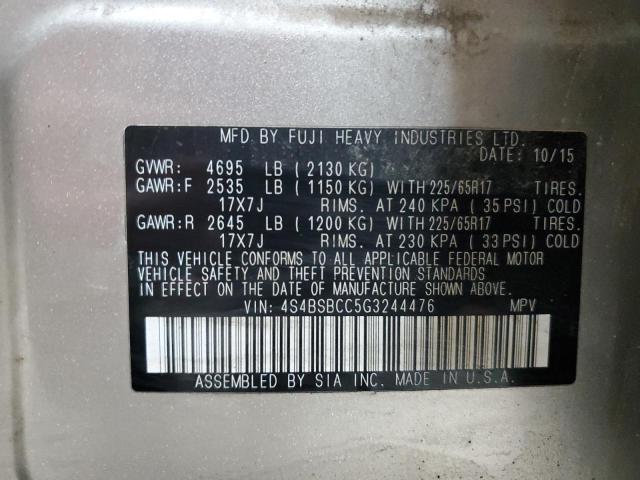 MFD BY FUJI HEAVY INDUSTRIES LTD.
DATE: 10/15
GVWR: 4695 LB (2130 KG)
GAWR:F 2535 LB (1150 KG) WITH 225/65R17 TIRES.
17X7J RIMS. AT 240 KPA (35 PSI) COLD
GAWR:R 2645 LB (1200 KG) WITH 225/65R17 TIRES.
17X7J RIMS. AT 230 KPA (33 PSI) COLD
THIS VEHICLE CONFORMS TO ALL APPLICABLE FEDERAL MOTOR
VEHICLE SAFETY AND THEFT PREVENTION STANDARDS
IN EFFECT ON THE DATE OF MANUFACTURE SHOWN ABOVE.
VIN: 4S4BSBCC5G3244476 MPV
ASSEMBLED BY SIA INC. MADE IN U.S.A.